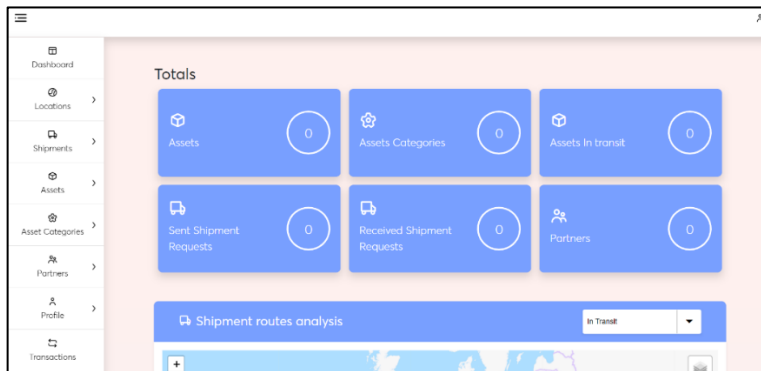 Dashboard
Locations
Shipments
Assets
Asset Categories
Partners
Profile
Transactions
Totals
Assets
0
Assets Categories
0
Assets In transit
0
Sent Shipment
Requests
0
Received Shipment
Requests
0
Partners
0
Shipment routes analysis
In Transit
+